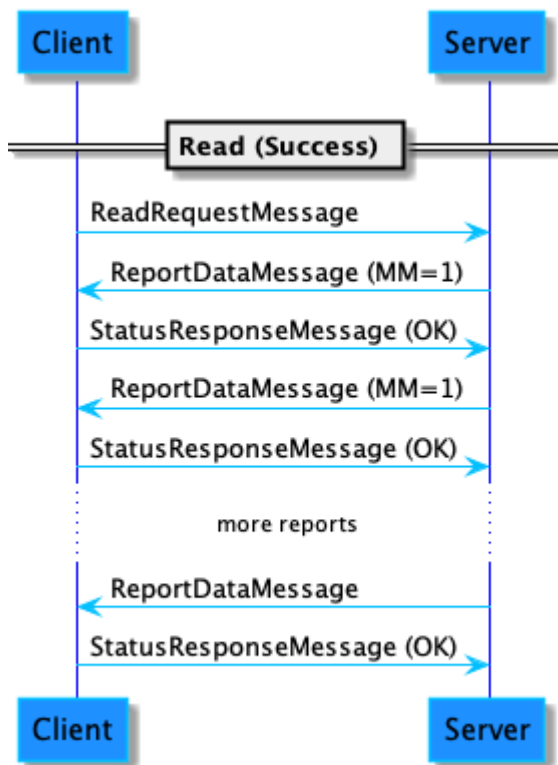 Client Server
Read (Success)
ReadRequestMessage
ReportDataMessage (MM=1)
StatusResponseMessage (OK)
ReportDataMessage (MM=1)
StatusResponseMessage (OK)
more reports
ReportDataMessage
StatusResponseMessage (OK)
Client Server